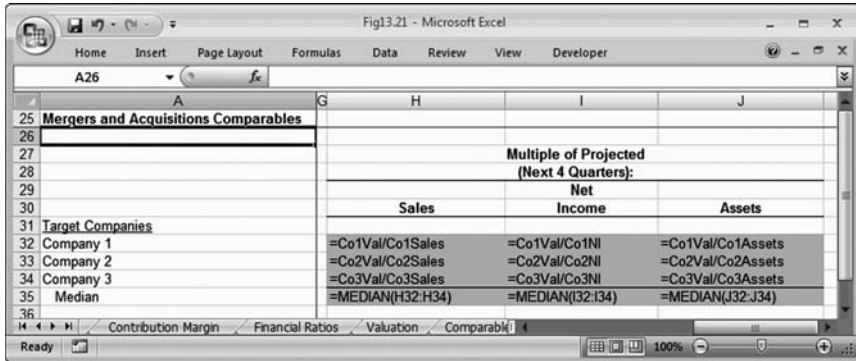 Fig13.21 - Microsoft Excel
Home Insert Page Layout Formulas Data Review View Developer
A26 fx
A G H I J
25 Mergers and Acquisitions Comparables
26
27 Multiple of Projected
28 (Next 4 Quarters):
29 Net
30 Sales Income Assets
31 Target Companies
32 Company 1 =Co1Val/Co1Sales =Co1Val/Co1NI =Co1Val/Co1Assets
33 Company 2 =Co2Val/Co2Sales =Co2Val/Co2NI =Co2Val/Co2Assets
34 Company 3 =Co3Val/Co3Sales =Co3Val/Co3NI =Co3Val/Co3Assets
35 Median =MEDIAN(H32:H34) =MEDIAN(I32:I34) =MEDIAN(J32:J34)
36
Contribution Margin Financial Ratios Valuation Comparabl
Ready 100%